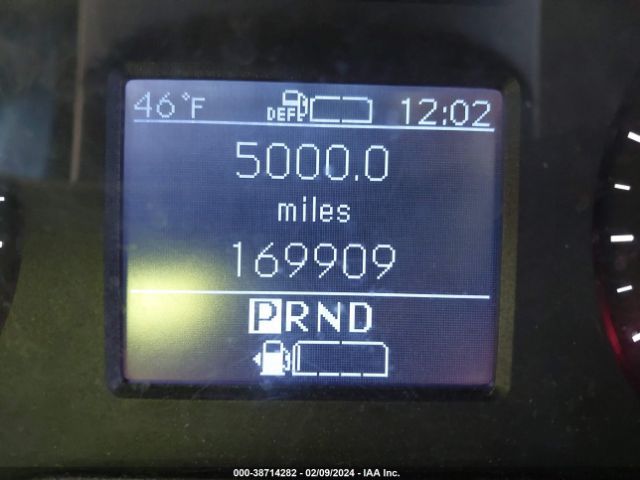 46°F DEF 12:02
5000.0
miles
169909
PRND
000-38714282 - 02/09/2024 - IAA Inc.